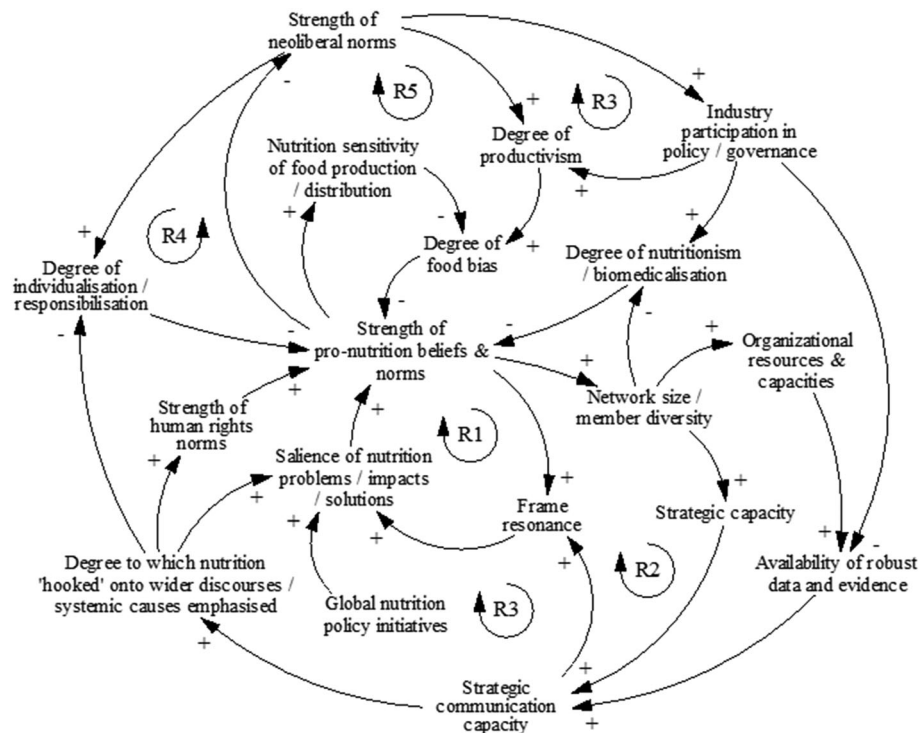 Strength of
neoliberal norms
R5
R3
Industry
participation in
policy / governance
Degree of
productivism
Nutrition sensitivity
of food production
/ distribution
R4
Degree of
individualisation /
responsibilisation
Degree of
food bias
Degree of nutritionism
/ biomedicalisation
Strength of
pro-nutrition beliefs &
norms
Organizational
resources &
capacities
Network size /
member diversity
Strength of
human rights
norms
R1
Salience of nutrition
problems / impacts
/ solutions
Frame
resonance
Strategic capacity
R2
Degree to which nutrition
'hooked' onto wider discourses /
systemic causes emphasised
Global nutrition
policy initiatives
R3
Availability of robust
data and evidence
Strategic
communication
capacity
+
+
-
+
+
+
+
-
+
+
-
-
-
-
+
-
+
+
+
+
+
+
+
+
+
+
+
-
+
+
+